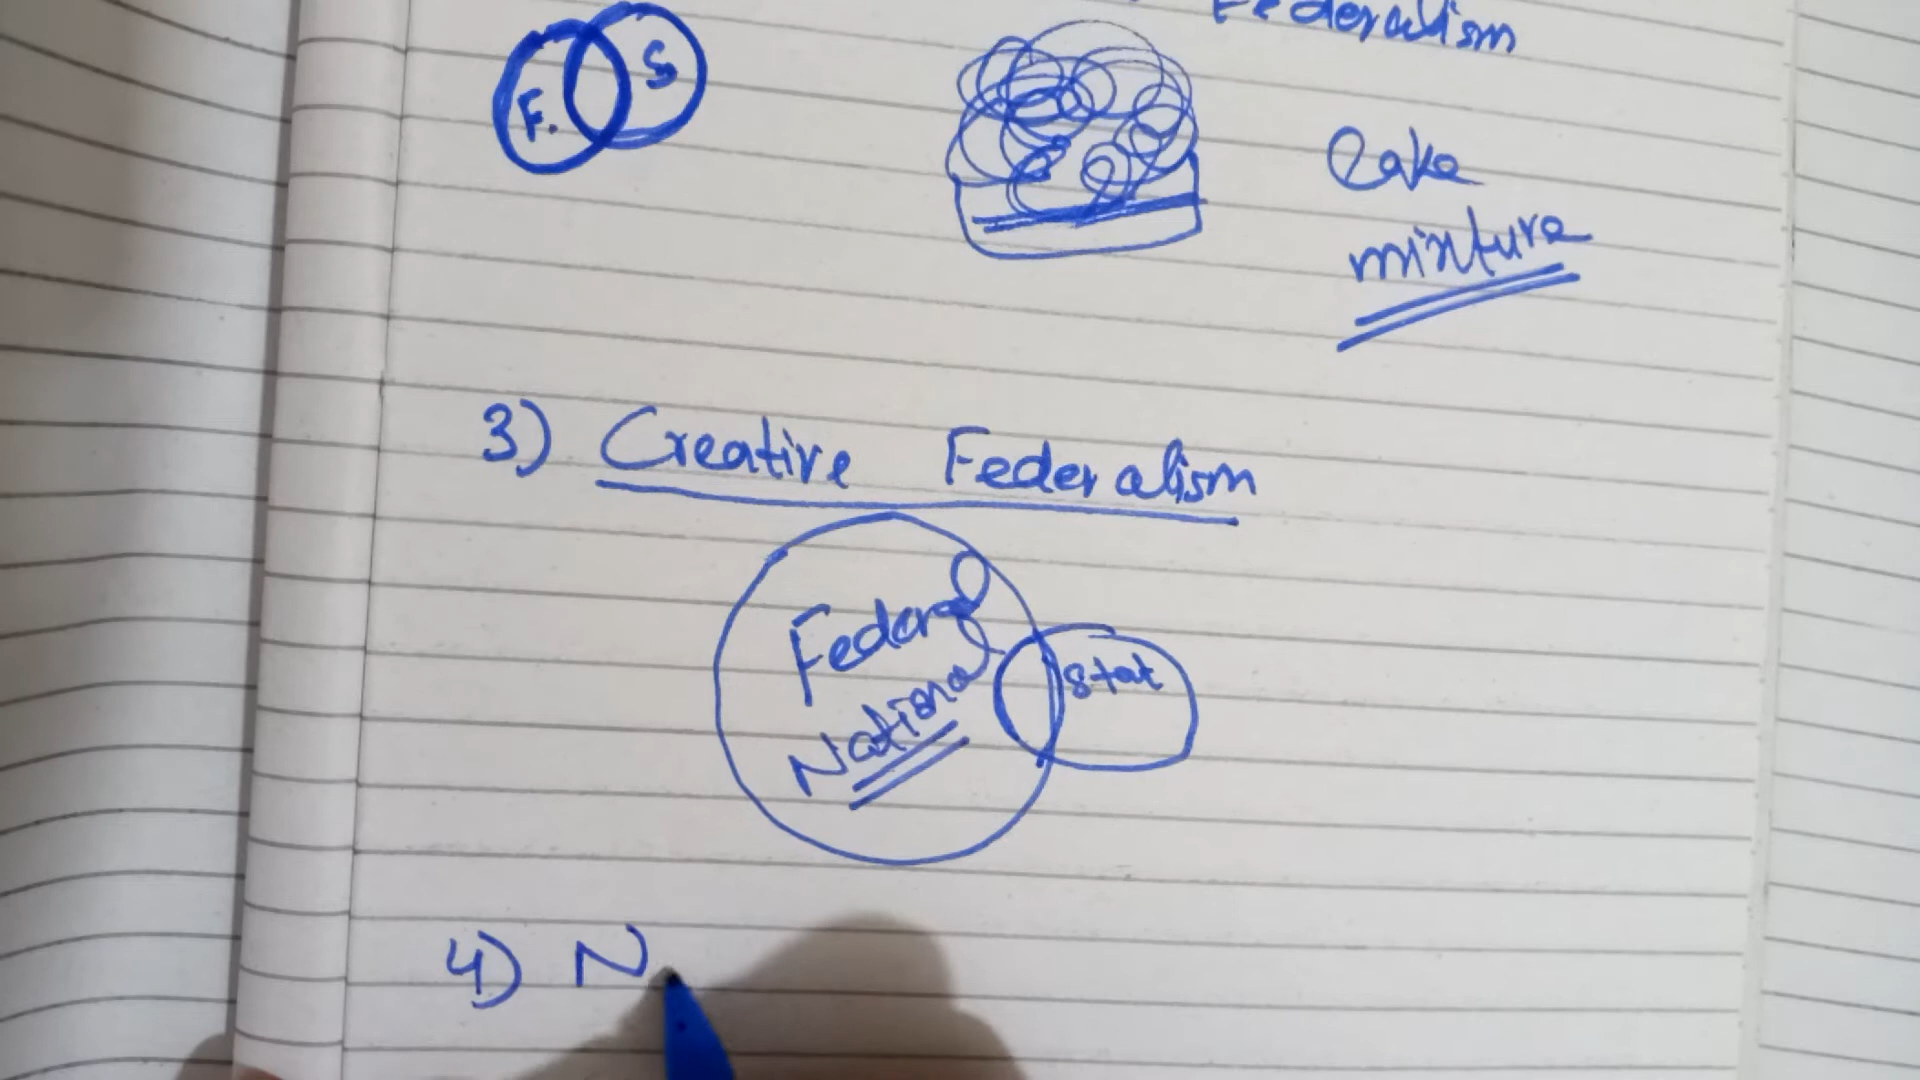 Federalism
F. S
Cake
mixture
3) Creative Federalism
Federal
National
Stat
4) N